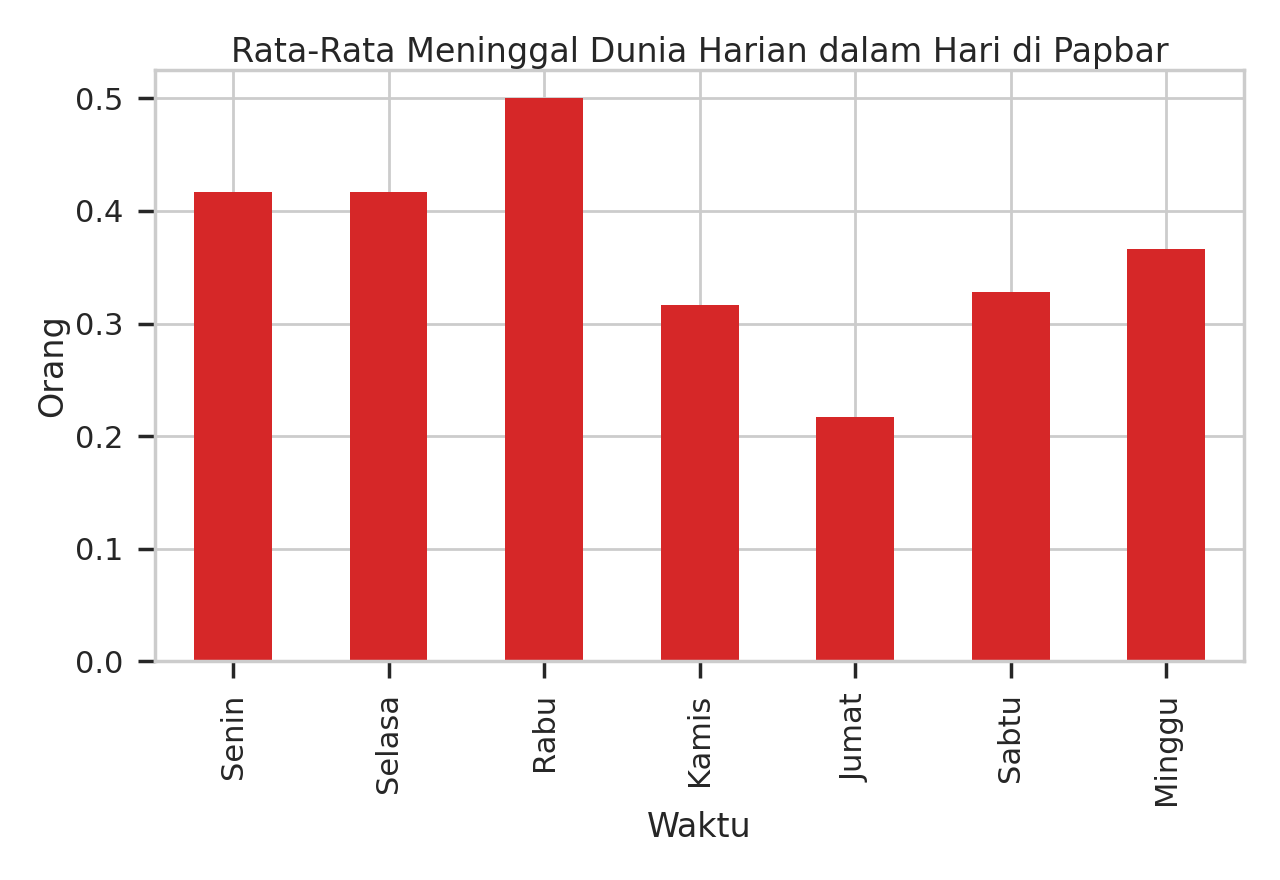 Rata-Rata Meninggal Dunia Harian dalam Hari di Papbar
0.5
0.4
0.3
0.2
0.1
0.0
Orang
Senin
Selasa
Rabu
Kamis
Jumat
Sabtu
Minggu
Waktu